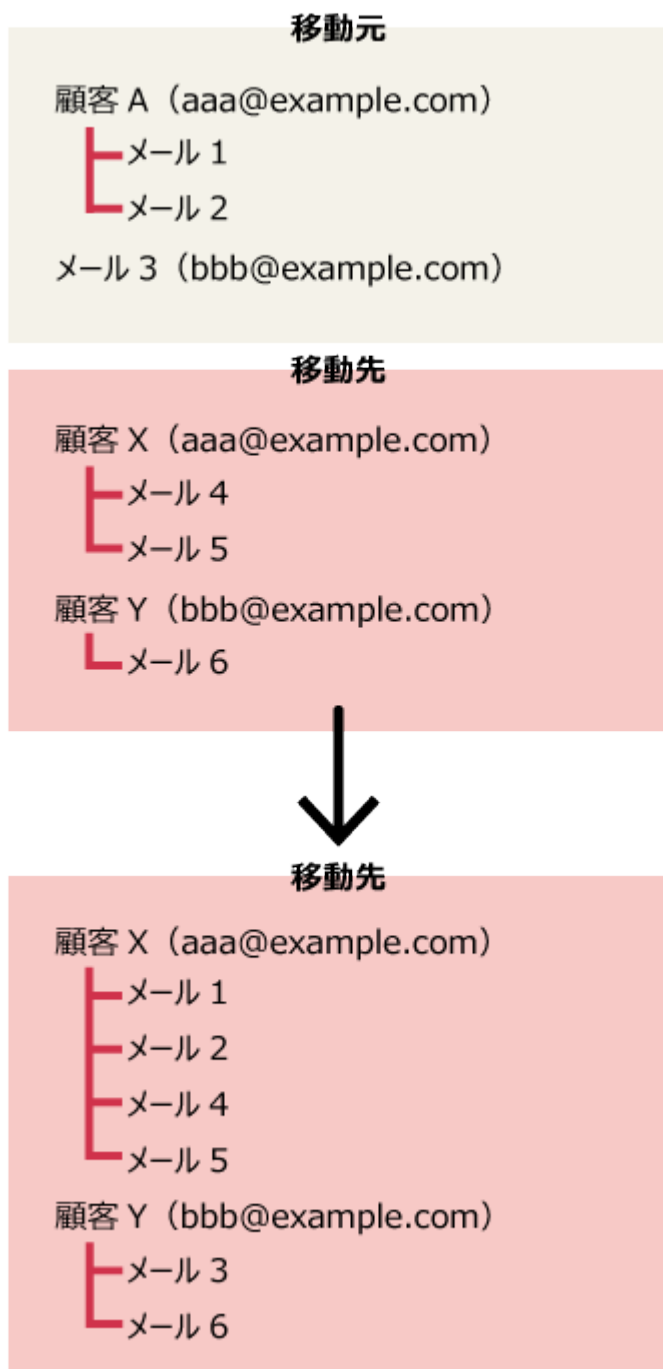 移動元
顧客 A（aaa@example.com）
メール 1
メール 2
メール 3（bbb@example.com）
移動先
顧客 X（aaa@example.com）
メール 4
メール 5
顧客 Y（bbb@example.com）
メール 6
移動先
顧客 X（aaa@example.com）
メール 1
メール 2
メール 4
メール 5
顧客 Y（bbb@example.com）
メール 3
メール 6